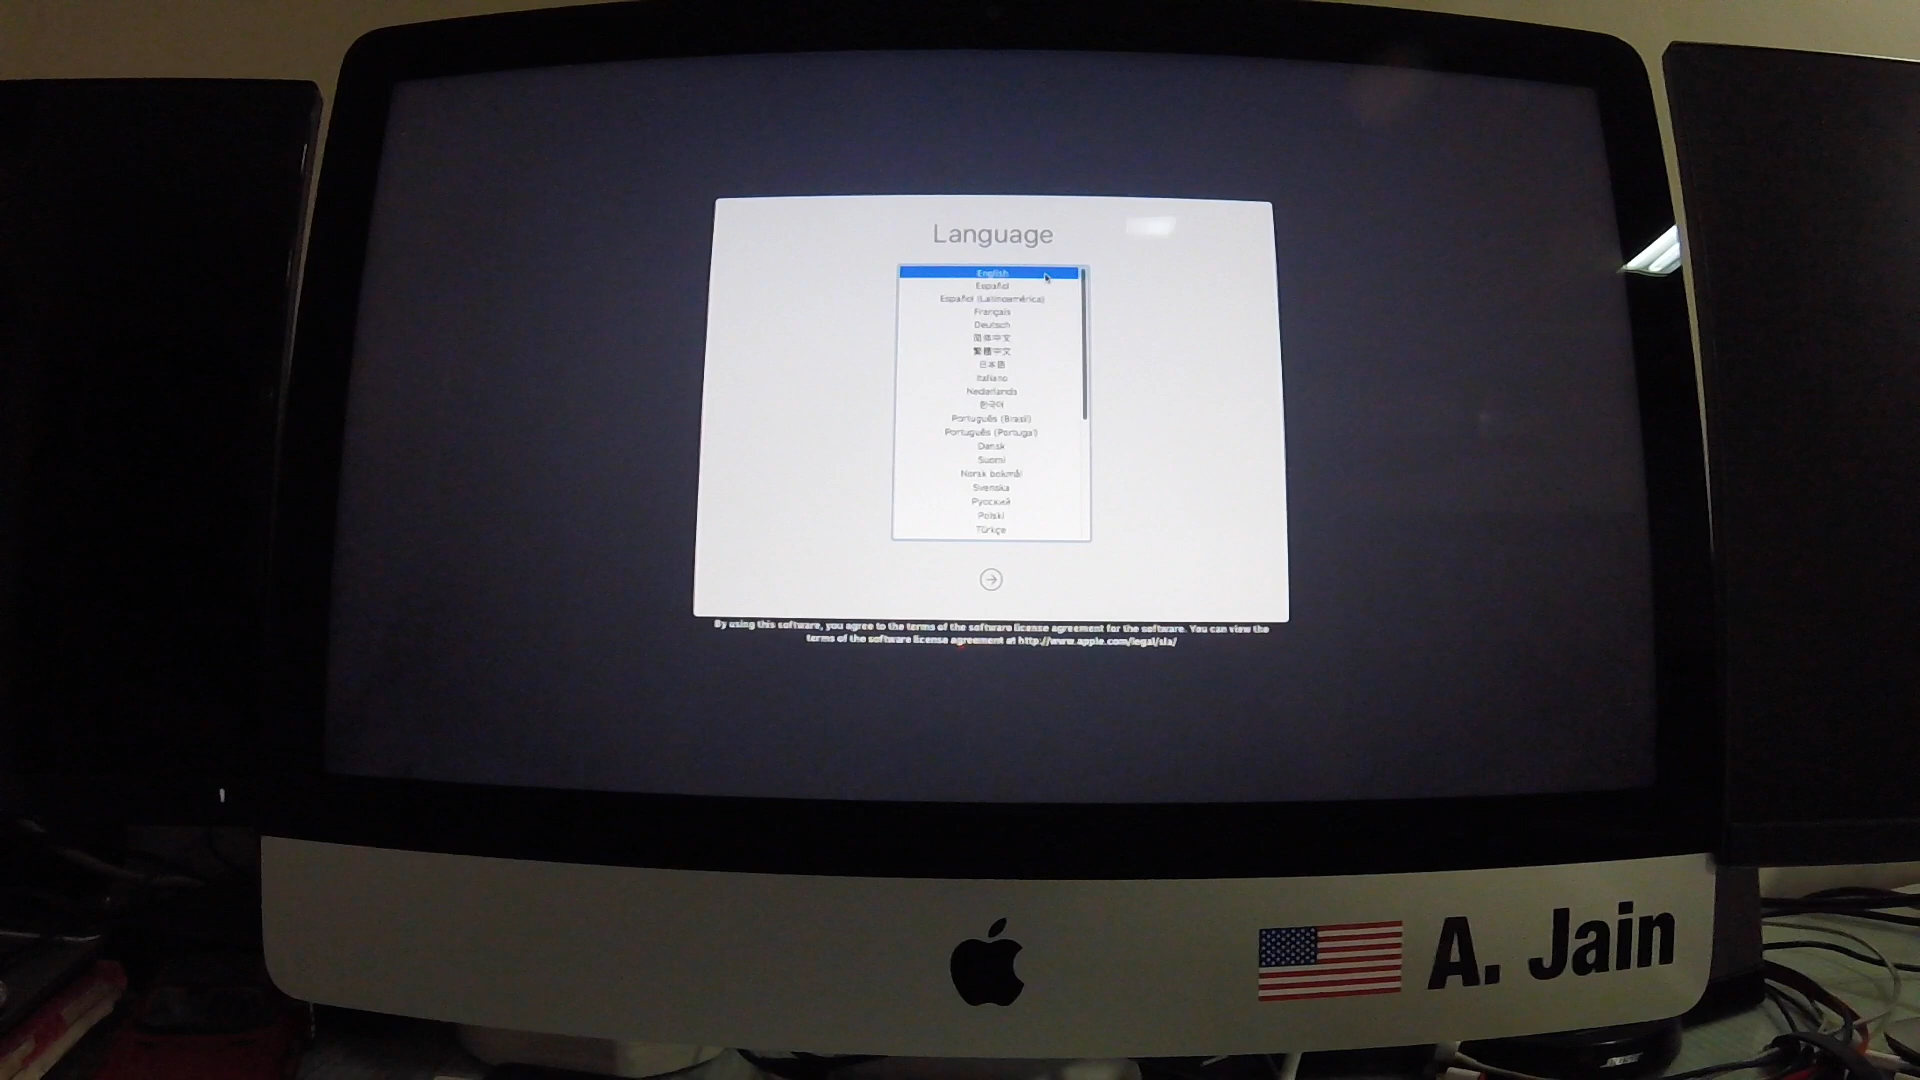 Language
English
Español
Español (Latinoamérica)
Français
Deutsch
简体中文
繁體中文
日本語
Italiano
Nederlands
한국어
Português (Brasil)
Português (Portugal)
Dansk
Suomi
Norsk bokmål
Svenska
Русский
Polski
Türkçe
By using this software, you agree to the terms of the software license agreement for the software. You can view the
terms of the software license agreement at http://www.apple.com/legal/sla/
A. Jain